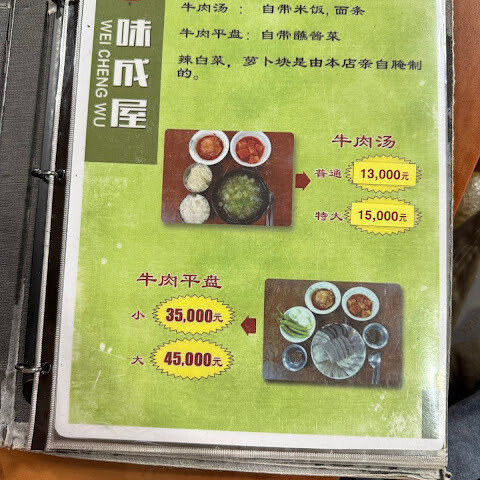 味成屋
WEI CHENG WU
牛肉汤： 自带米饭,面条
牛肉平盘：自带蘸酱菜
辣白菜，萝卜块是由本店亲自腌制
的。
牛肉汤
普通 13,000元
特大 15,000元
牛肉平盘
小 35,000元
大 45,000元